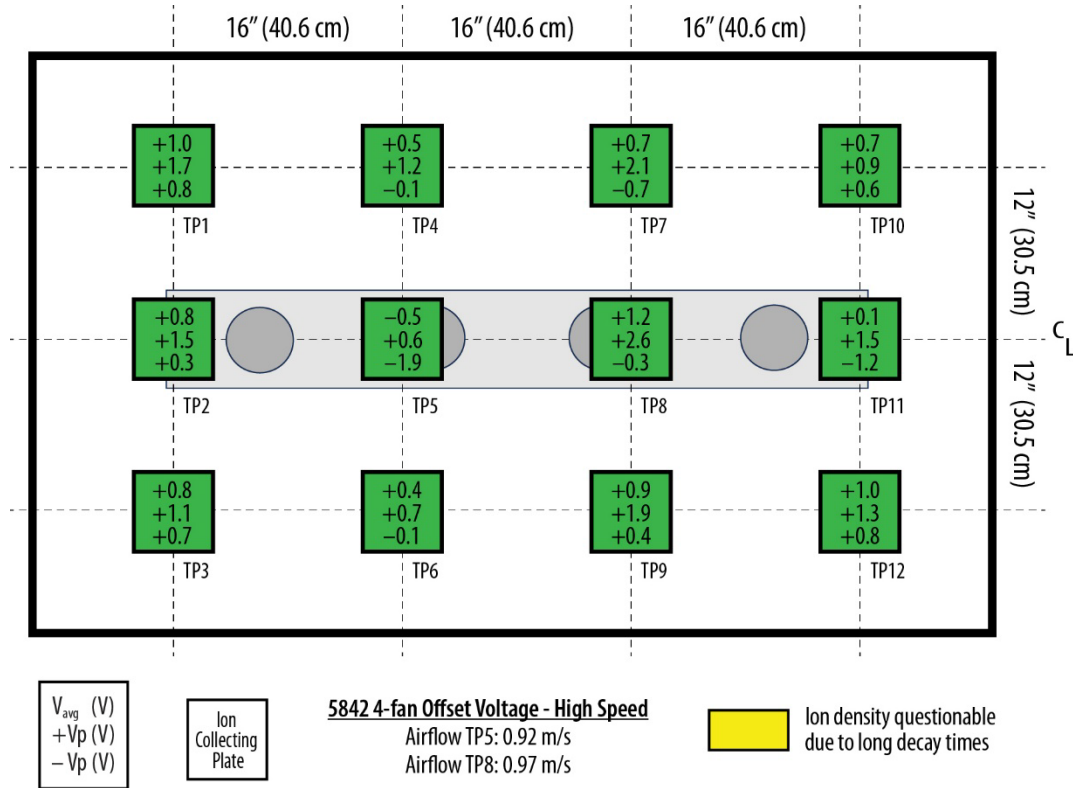 16” (40.6 cm)
16” (40.6 cm)
16” (40.6 cm)
+1.0
+1.7
+0.8
TP1
+0.5
+1.2
−0.1
TP4
+0.7
+2.1
−0.7
TP7
+0.7
+0.9
+0.6
TP10
12” (30.5 cm)
+0.8
+1.5
+0.3
TP2
−0.5
+0.6
−1.9
TP5
+1.2
+2.6
−0.3
TP8
+0.1
+1.5
−1.2
TP11
CL
12” (30.5 cm)
+0.8
+1.1
+0.7
TP3
+0.4
+0.7
−0.1
TP6
+0.9
+1.9
+0.4
TP9
+1.0
+1.3
+0.8
TP12
Vavg (V)
+Vp (V)
− Vp (V)
Ion
Collecting
Plate
5842 4-fan Offset Voltage - High Speed
Airflow TP5: 0.92 m/s
Airflow TP8: 0.97 m/s
Ion density questionable
due to long decay times